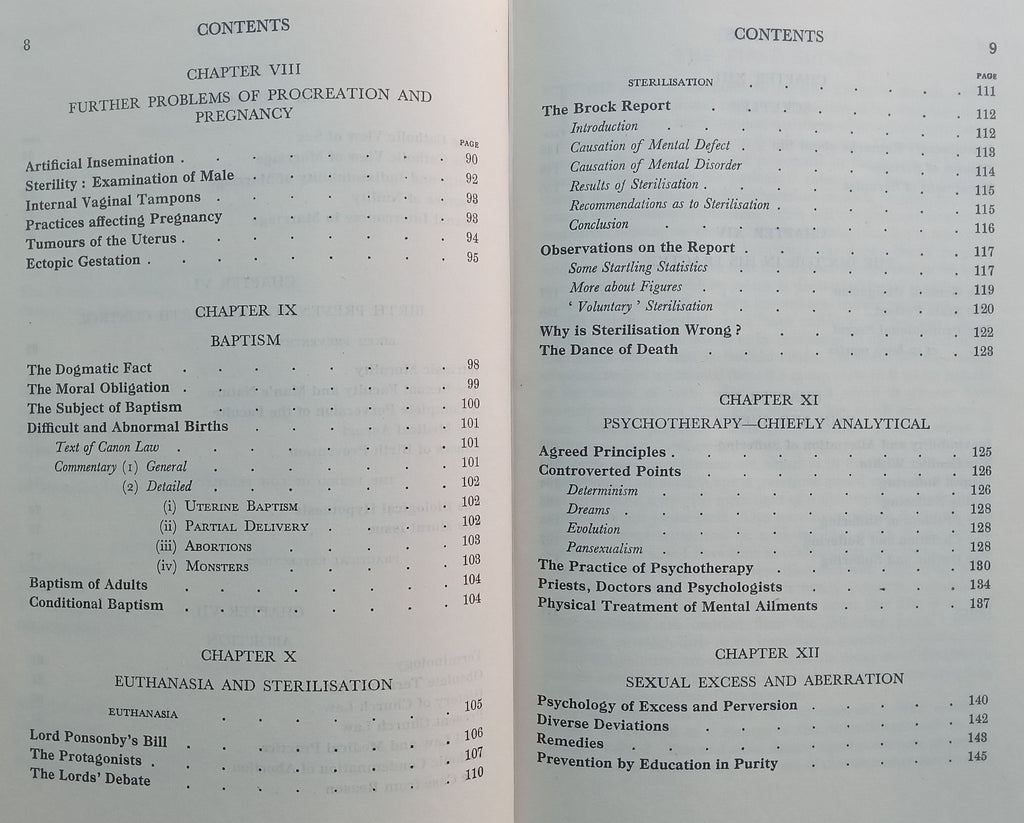 8
CONTENTS
CHAPTER VIII
FURTHER PROBLEMS OF PROCREATION AND
PREGNANCY
PAGE
Artificial Insemination . . . . . . . 90
Sterility : Examination of Male . . . . . 92
Internal Vaginal Tampons . . . . . . 93
Practices affecting Pregnancy . . . . . 93
Tumours of the Uterus . . . . . . . 94
Ectopic Gestation . . . . . . . . 95
CHAPTER IX
BAPTISM
The Dogmatic Fact . . . . . . . 98
The Moral Obligation . . . . . . . 99
The Subject of Baptism . . . . . . 100
Difficult and Abnormal Births . . . . . 101
Text of Canon Law . . . . . . . 101
Commentary (1) General . . . . . . 101
(2) Detailed . . . . . . 102
(i) UTERINE BAPTISM . . . . 102
(ii) PARTIAL DELIVERY . . . . 102
(iii) ABORTIONS . . . . 103
(iv) MONSTERS . . . . 103
Baptism of Adults . . . . . . . 104
Conditional Baptism . . . . . . . 104
CHAPTER X
EUTHANASIA AND STERILISATION
EUTHANASIA . . . . . . 105
Lord Ponsonby's Bill . . . . . . . 106
The Protagonists . . . . . . . . 107
The Lords' Debate . . . . . . . 110
CONTENTS
9
PAGE
STERILISATION . . . . . . 111
The Brock Report . . . . . . . 112
Introduction . . . . . . . 112
Causation of Mental Defect . . . . . 113
Causation of Mental Disorder . . . . . 114
Results of Sterilisation . . . . . . 115
Recommendations as to Sterilisation . . . . . 115
Conclusion . . . . . . . 116
Observations on the Report . . . . . . 117
Some Startling Statistics . . . . . 117
More about Figures . . . . . . 119
' Voluntary ' Sterilisation . . . . . 120
Why is Sterilisation Wrong ? . . . . . 122
The Dance of Death . . . . . . . 123
CHAPTER XI
PSYCHOTHERAPY—CHIEFLY ANALYTICAL
Agreed Principles . . . . . . . . 125
Controverted Points . . . . . . . 126
Determinism . . . . . . . 126
Dreams . . . . . . . . 128
Evolution . . . . . . . 128
Pansexualism . . . . . . . 128
The Practice of Psychotherapy . . . . . 130
Priests, Doctors and Psychologists . . . . 134
Physical Treatment of Mental Ailments . . . . 137
CHAPTER XII
SEXUAL EXCESS AND ABERRATION
Psychology of Excess and Perversion . . . . 140
Diverse Deviations . . . . . . 142
Remedies . . . . . . . . 143
Prevention by Education in Purity . . . . 145